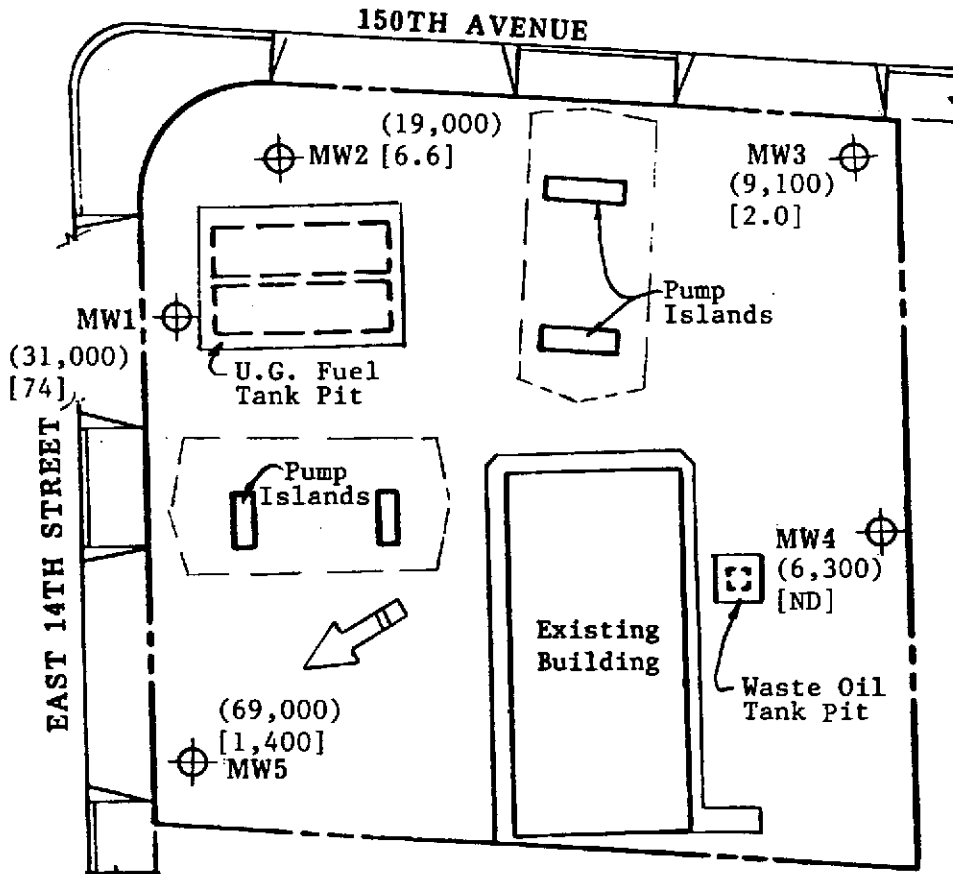 150TH AVENUE
(19,000)
MW2 [6.6]
MW3
(9,100)
[2.0]
Pump
Islands
MW1
(31,000)
[74]
U.G. Fuel
Tank Pit
Pump
Islands
EAST 14TH STREET
MW4
(6,300)
[ND]
Existing
Building
Waste Oil
Tank Pit
(69,000)
[1,400]
MW5